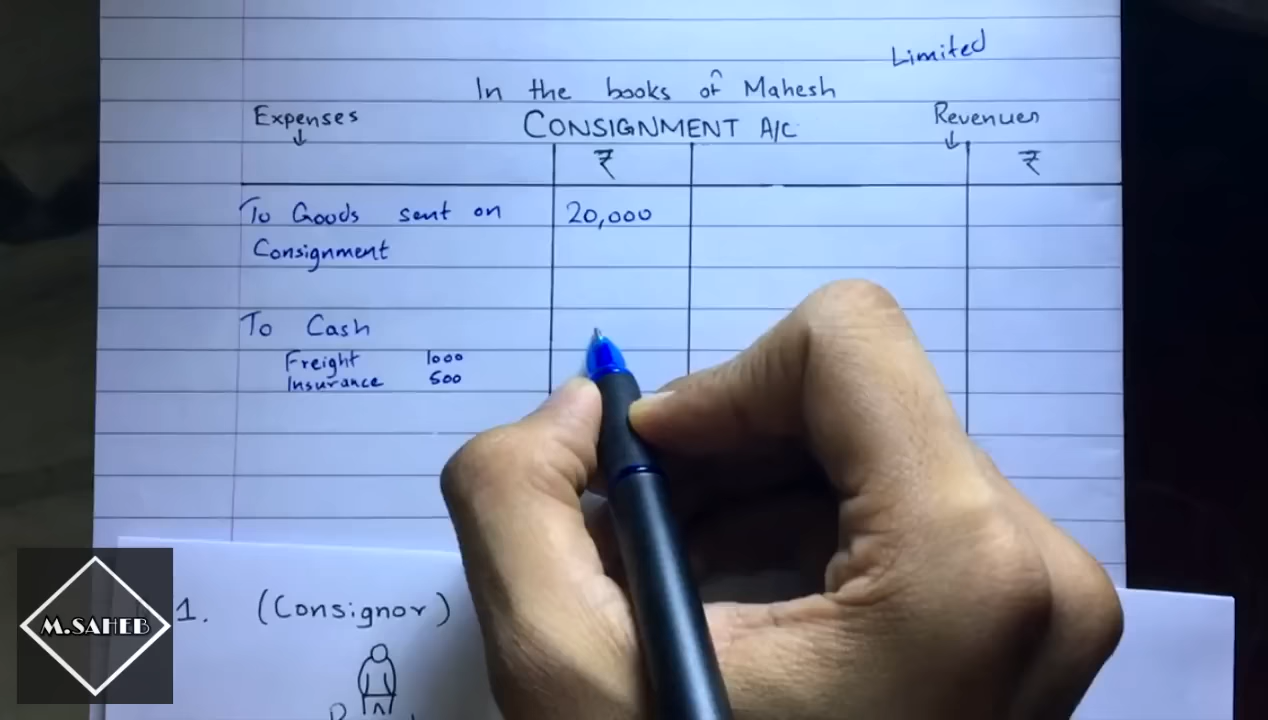 Limited
In the books of Mahesh
Expenses CONSIGNMENT A/C Revenues
↓ ↓
₹ ₹
To Goods sent on 20,000
Consignment
To Cash
Freight 1000
Insurance 500
1. (Consignor)
M.SAHEB